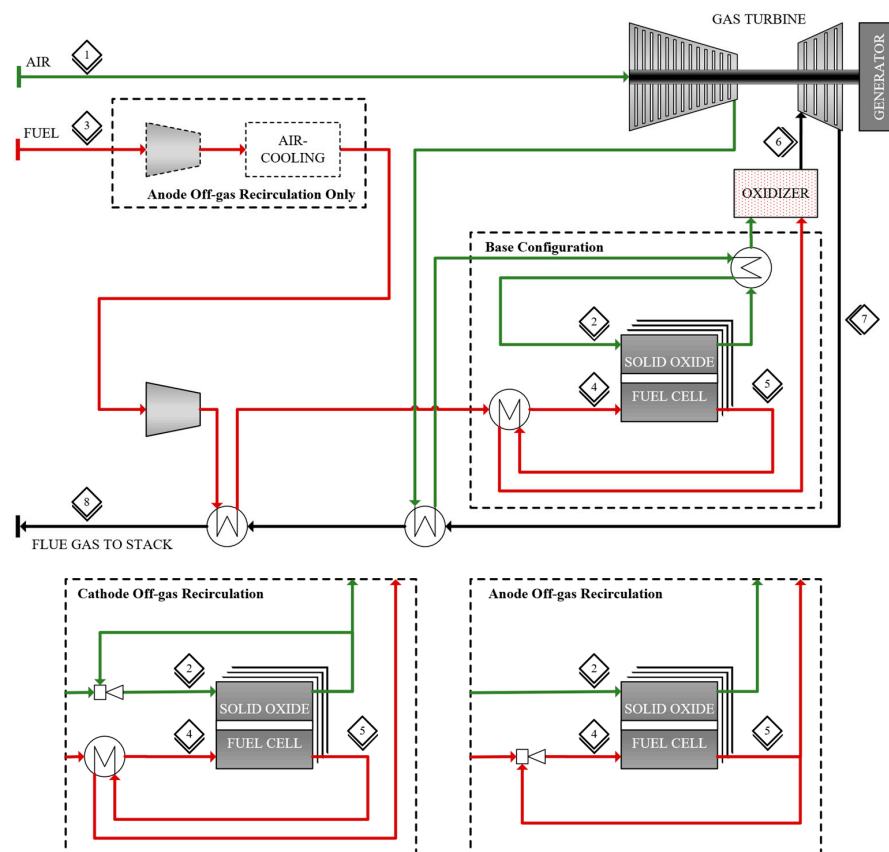 GAS TURBINE
1
AIR
GENERATOR
3
FUEL
AIR-
COOLING
6
Anode Off-gas Recirculation Only
OXIDIZER
Base Configuration
2
7
SOLID OXIDE
4
5
FUEL CELL
8
FLUE GAS TO STACK
Cathode Off-gas Recirculation
2
SOLID OXIDE
4
5
FUEL CELL
Anode Off-gas Recirculation
2
SOLID OXIDE
4
5
FUEL CELL